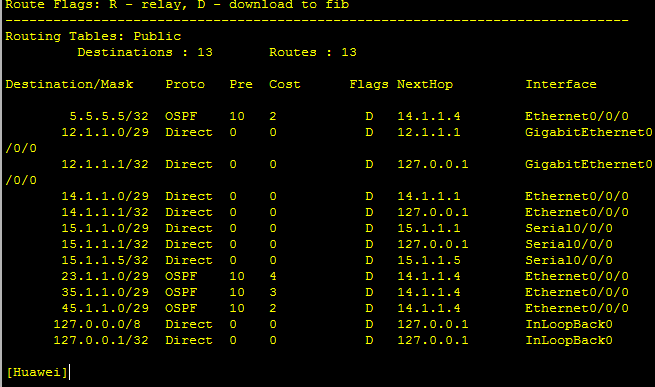 Route Flags: R - relay, D - download to fib
------------------------------------------------------------------------------
Routing Tables: Public
         Destinations : 13       Routes : 13

Destination/Mask    Proto   Pre  Cost      Flags NextHop         Interface

        5.5.5.5/32  OSPF    10   2           D   14.1.1.4        Ethernet0/0/0
       12.1.1.0/29  Direct  0    0           D   12.1.1.1        GigabitEthernet0
/0/0
       12.1.1.1/32  Direct  0    0           D   127.0.0.1       GigabitEthernet0
/0/0
       14.1.1.0/29  Direct  0    0           D   14.1.1.1        Ethernet0/0/0
       14.1.1.1/32  Direct  0    0           D   127.0.0.1       Ethernet0/0/0
       15.1.1.0/29  Direct  0    0           D   15.1.1.1        Serial0/0/0
       15.1.1.1/32  Direct  0    0           D   127.0.0.1       Serial0/0/0
       15.1.1.5/32  Direct  0    0           D   15.1.1.5        Serial0/0/0
       23.1.1.0/29  OSPF    10   4           D   14.1.1.4        Ethernet0/0/0
       35.1.1.0/29  OSPF    10   3           D   14.1.1.4        Ethernet0/0/0
       45.1.1.0/29  OSPF    10   2           D   14.1.1.4        Ethernet0/0/0
      127.0.0.0/8   Direct  0    0           D   127.0.0.1       InLoopBack0
      127.0.0.1/32  Direct  0    0           D   127.0.0.1       InLoopBack0

[Huawei]